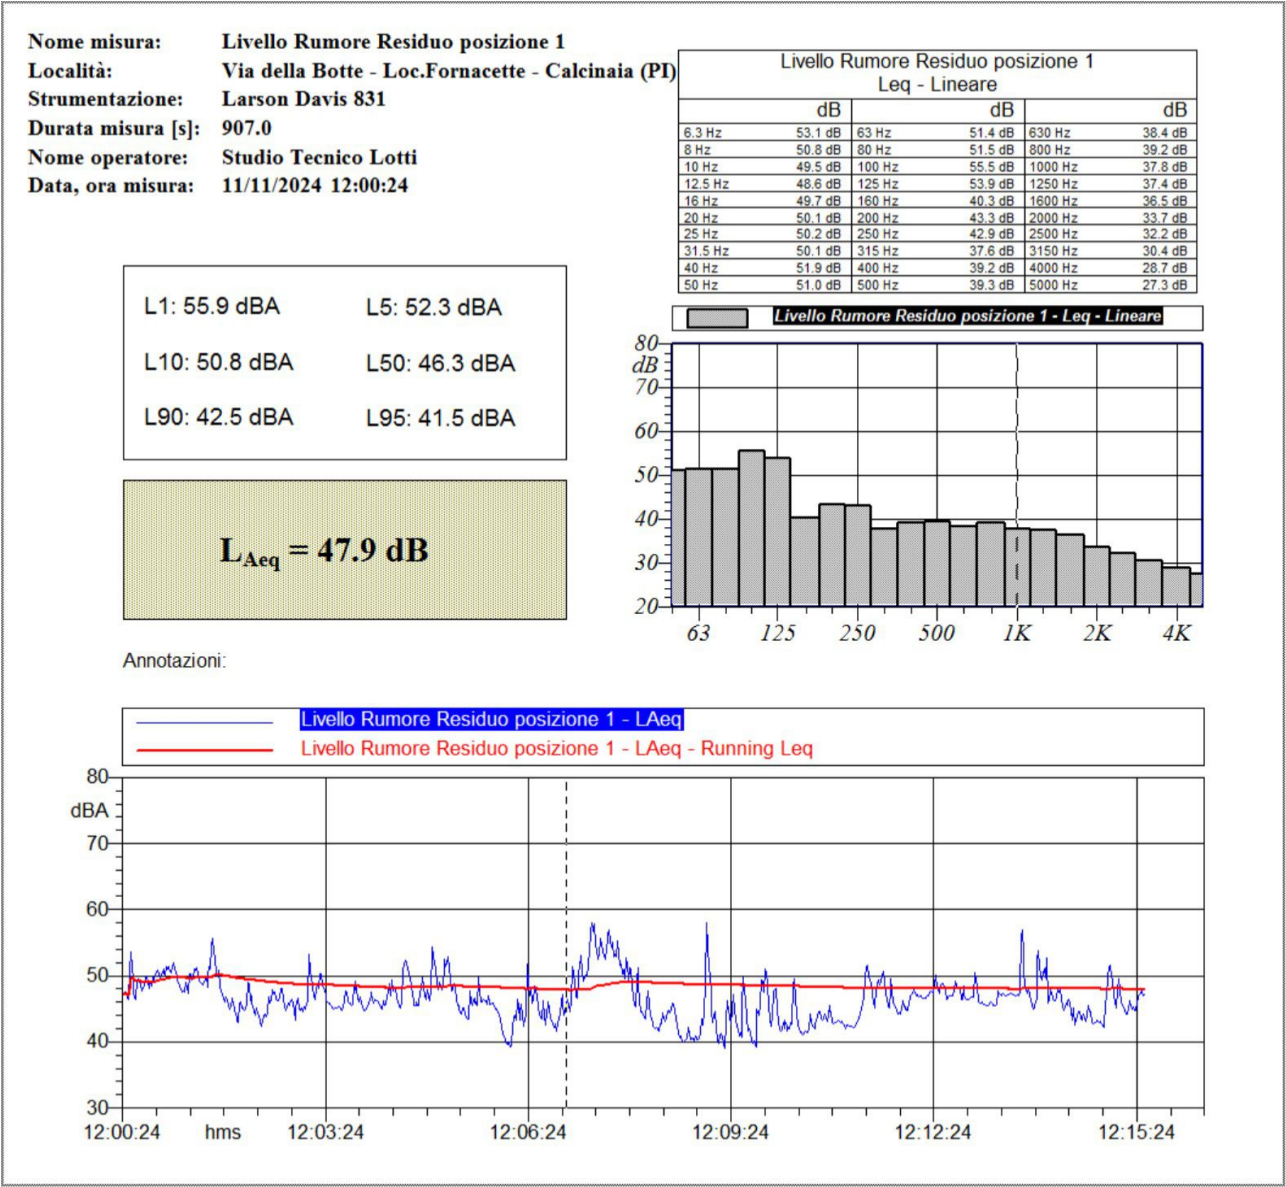 Nome misura: Livello Rumore Residuo posizione 1
Località: Via della Botte - Loc.Fornacette - Calcinaia (PI)
Strumentazione: Larson Davis 831
Durata misura [s]: 907.0
Nome operatore: Studio Tecnico Lotti
Data, ora misura: 11/11/2024 12:00:24
Livello Rumore Residuo posizione 1
Leq - Lineare
dB dB dB
6.3 Hz 53.1 dB 63 Hz 51.4 dB 630 Hz 38.4 dB
8 Hz 50.8 dB 80 Hz 51.5 dB 800 Hz 39.2 dB
10 Hz 49.5 dB 100 Hz 55.5 dB 1000 Hz 37.8 dB
12.5 Hz 48.6 dB 125 Hz 53.9 dB 1250 Hz 37.4 dB
16 Hz 49.7 dB 160 Hz 40.3 dB 1600 Hz 36.5 dB
20 Hz 50.1 dB 200 Hz 43.3 dB 2000 Hz 33.7 dB
25 Hz 50.2 dB 250 Hz 42.9 dB 2500 Hz 32.2 dB
31.5 Hz 50.1 dB 315 Hz 37.6 dB 3150 Hz 30.4 dB
40 Hz 51.9 dB 400 Hz 39.2 dB 4000 Hz 28.7 dB
50 Hz 51.0 dB 500 Hz 39.3 dB 5000 Hz 27.3 dB
L1: 55.9 dBA L5: 52.3 dBA
L10: 50.8 dBA L50: 46.3 dBA
L90: 42.5 dBA L95: 41.5 dBA
LAeq = 47.9 dB
Livello Rumore Residuo posizione 1 - Leq - Lineare
80
dB
70
60
50
40
30
20
63 125 250 500 1K 2K 4K
Annotazioni:
Livello Rumore Residuo posizione 1 - LAeq
Livello Rumore Residuo posizione 1 - LAeq - Running Leq
80
dBA
70
60
50
40
30
12:00:24 hms 12:03:24 12:06:24 12:09:24 12:12:24 12:15:24